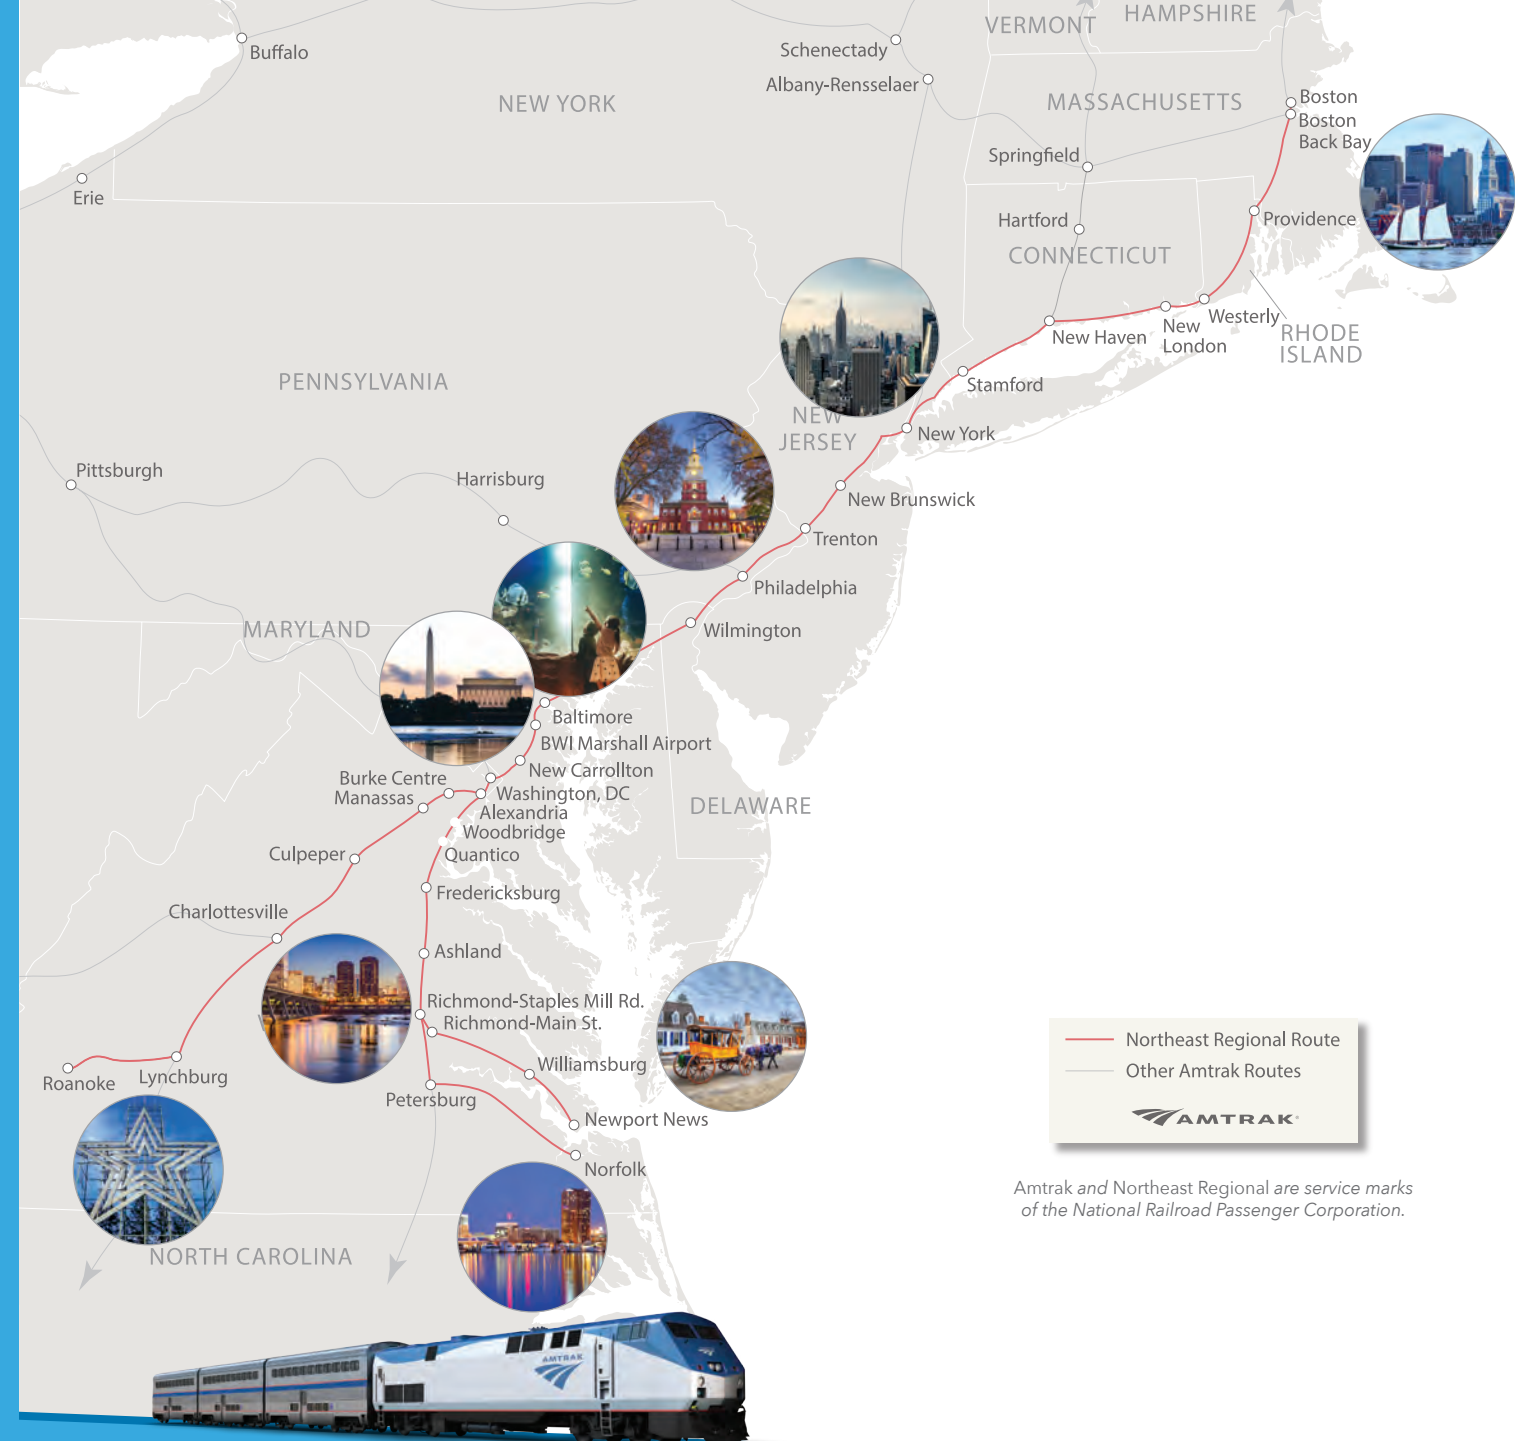 VERMONT
HAMPSHIRE
Buffalo
Schenectady
Albany-Rensselaer
NEW YORK
MASSACHUSETTS
Boston
Boston
Back Bay
Springfield
Erie
Hartford
Providence
CONNECTICUT
New Haven
New
London
Westerly
RHODE
ISLAND
PENNSYLVANIA
Stamford
NEW
JERSEY
New York
Pittsburgh
Harrisburg
New Brunswick
Trenton
Philadelphia
MARYLAND
Wilmington
Baltimore
BWI Marshall Airport
New Carrollton
Burke Centre
Manassas
Washington, DC
Alexandria
Woodbridge
Quantico
DELAWARE
Culpeper
Fredericksburg
Charlottesville
Ashland
Richmond-Staples Mill Rd.
Richmond-Main St.
Williamsburg
Roanoke
Lynchburg
Petersburg
Newport News
Norfolk
NORTH CAROLINA
Northeast Regional Route
Other Amtrak Routes
AMTRAK
Amtrak and Northeast Regional are service marks
of the National Railroad Passenger Corporation.
AMTRAK